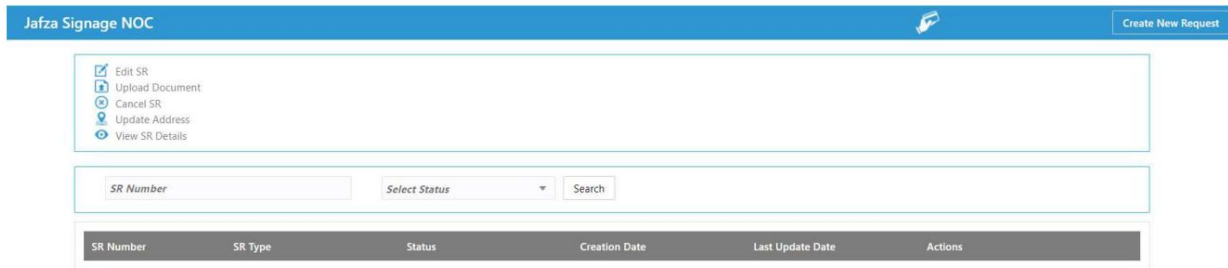 Jafza Signage NOC
Create New Request
Edit SR
Upload Document
Cancel SR
Update Address
View SR Details
SR Number
Select Status
Search
SR Number SR Type Status Creation Date Last Update Date Actions